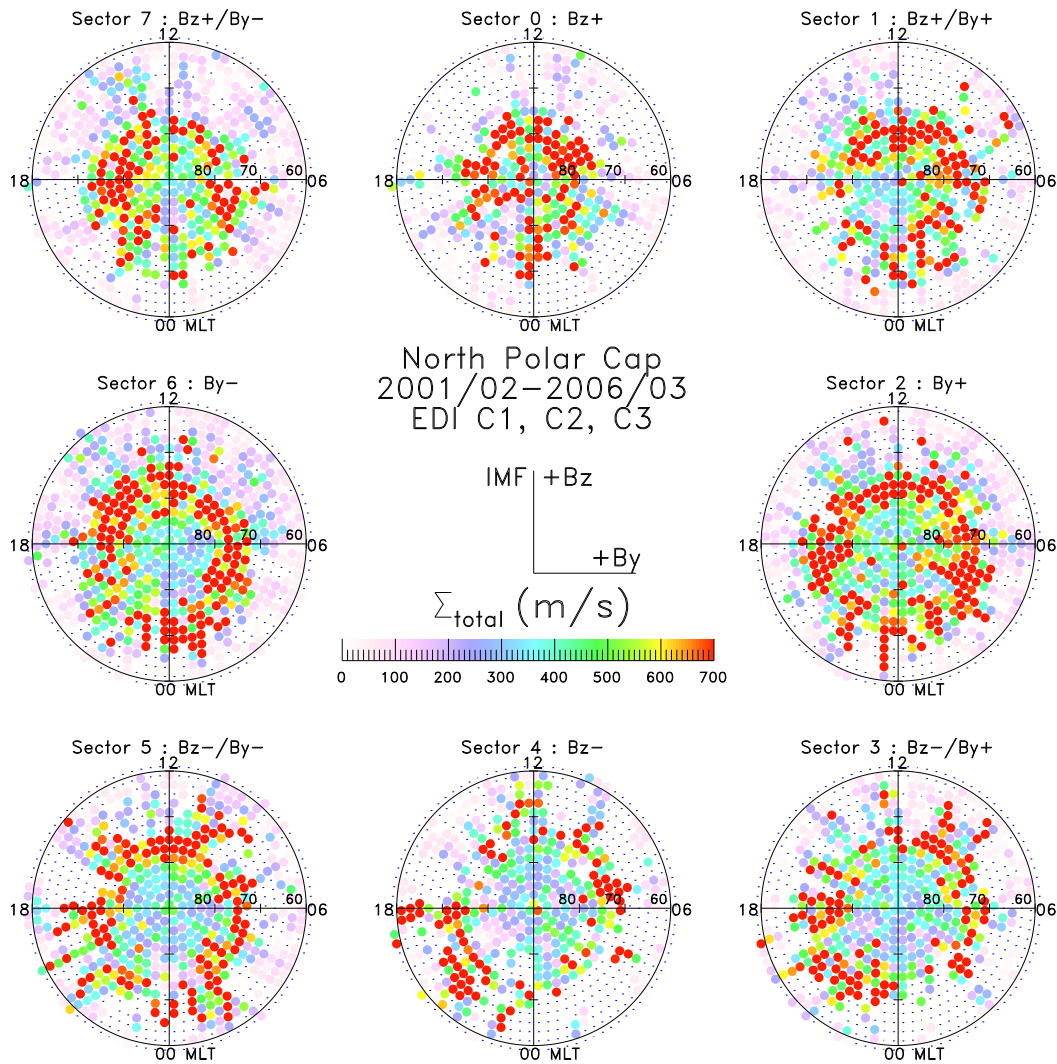 Sector 7 : Bz+/By−
12
18
80
70
60
06
00 MLT
Sector 0 : Bz+
12
18
80
70
60
06
00 MLT
Sector 1 : Bz+/By+
12
18
80
70
60
06
00 MLT
Sector 6 : By−
12
18
80
70
60
06
00 MLT
North Polar Cap
2001/02−2006/03
EDI C1, C2, C3
IMF
+Bz
+By
Σtotal (m/s)
0 100 200 300 400 500 600 700
Sector 2 : By+
12
18
80
70
60
06
00 MLT
Sector 5 : Bz−/By−
12
18
80
70
60
06
00 MLT
Sector 4 : Bz−
12
18
80
70
60
06
00 MLT
Sector 3 : Bz−/By+
12
18
80
70
60
06
00 MLT